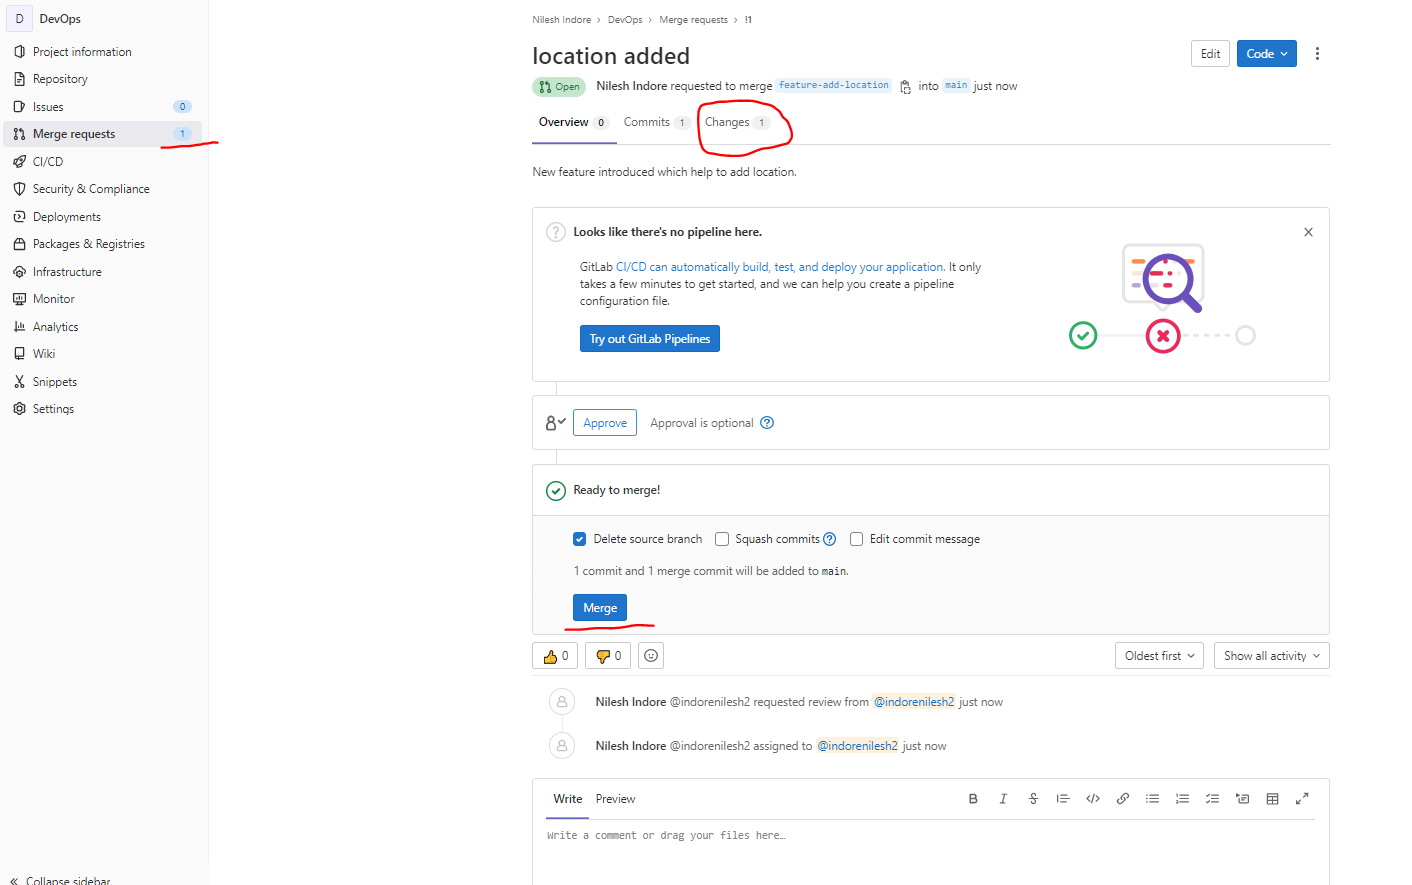 D DevOps
Project information
Repository
Issues 0
Merge requests 1
CI/CD
Security & Compliance
Deployments
Packages & Registries
Infrastructure
Monitor
Analytics
Wiki
Snippets
Settings
Collapse sidebar
Nilesh Indore > DevOps > Merge requests > !1
location added
Edit Code
Open Nilesh Indore requested to merge feature-add-location into main just now
Overview 0 Commits 1 Changes 1
New feature introduced which help to add location.
Looks like there's no pipeline here.
GitLab CI/CD can automatically build, test, and deploy your application. It only
takes a few minutes to get started, and we can help you create a pipeline
configuration file.
Try out GitLab Pipelines
Approve Approval is optional
Ready to merge!
Delete source branch Squash commits Edit commit message
1 commit and 1 merge commit will be added to main.
Merge
0 0 Oldest first Show all activity
Nilesh Indore @indorenilesh2 requested review from @indorenilesh2 just now
Nilesh Indore @indorenilesh2 assigned to @indorenilesh2 just now
Write Preview
Write a comment or drag your files here…